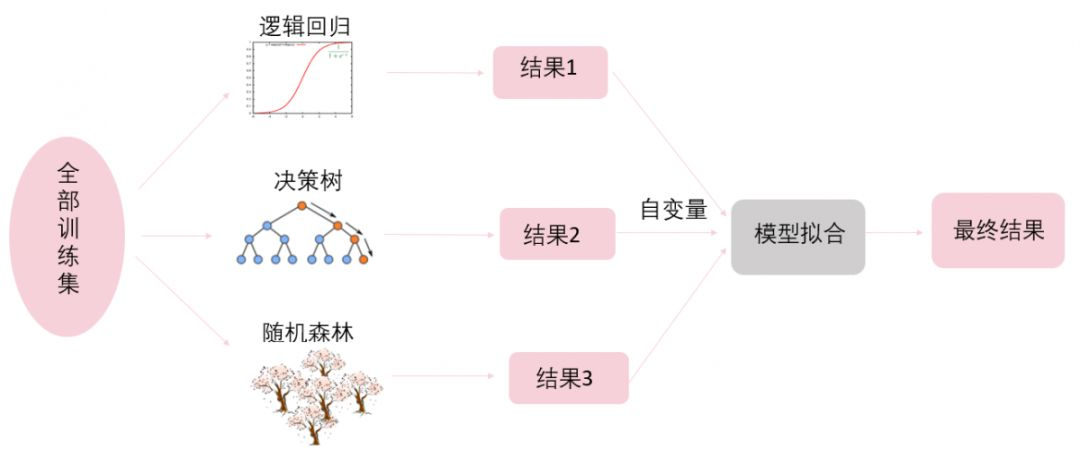 逻辑回归
结果1
全部训练集
决策树
结果2
自变量
模型拟合
最终结果
随机森林
结果3